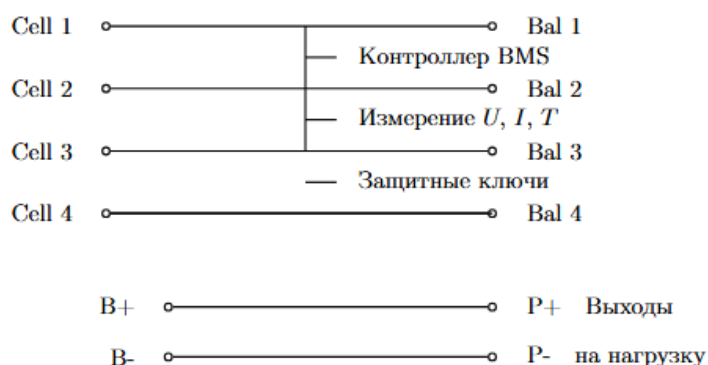 Cell 1 Bal 1
Контроллер BMS
Cell 2 Bal 2
Измерение U, I, T
Cell 3 Bal 3
Защитные ключи
Cell 4 Bal 4
B+ P+ Выходы
B- P- на нагрузку